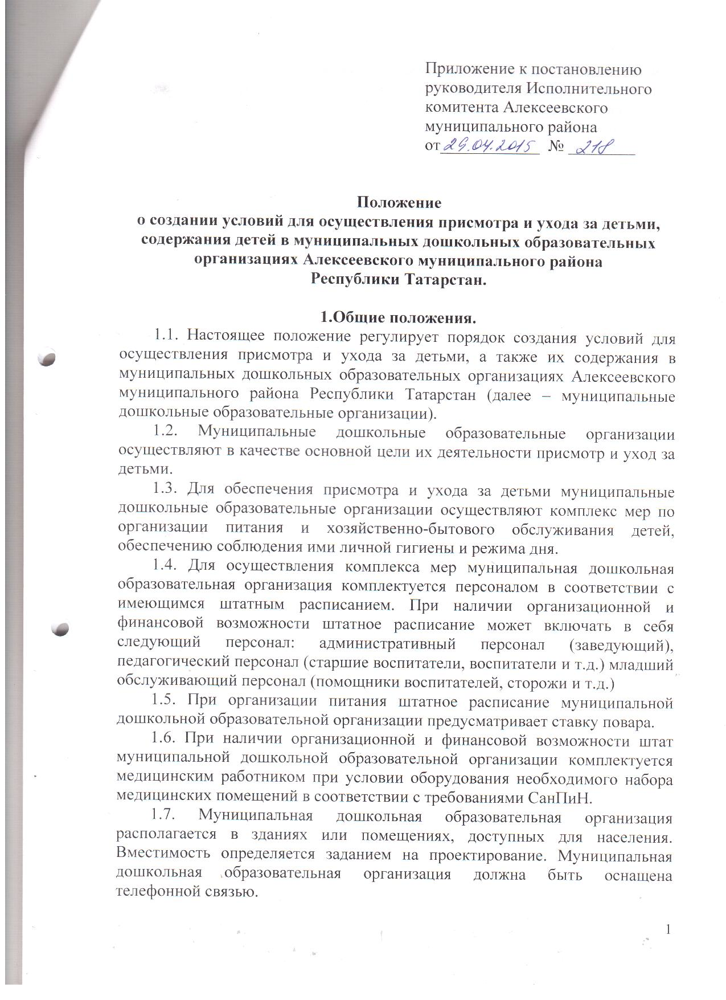 Приложение к постановлению
руководителя Исполнительного
комитента Алексеевского
муниципального района
от 29.04.2015 № 218
Положение
о создании условий для осуществления присмотра и ухода за детьми,
содержания детей в муниципальных дошкольных образовательных
организациях Алексеевского муниципального района
Республики Татарстан.
1.Общие положения.
1.1. Настоящее положение регулирует порядок создания условий для
осуществления присмотра и ухода за детьми, а также их содержания в
муниципальных дошкольных образовательных организациях Алексеевского
муниципального района Республики Татарстан (далее – муниципальные
дошкольные образовательные организации).
1.2. Муниципальные дошкольные образовательные организации
осуществляют в качестве основной цели их деятельности присмотр и уход за
детьми.
1.3. Для обеспечения присмотра и ухода за детьми муниципальные
дошкольные образовательные организации осуществляют комплекс мер по
организации питания и хозяйственно-бытового обслуживания детей,
обеспечению соблюдения ими личной гигиены и режима дня.
1.4. Для осуществления комплекса мер муниципальная дошкольная
образовательная организация комплектуется персоналом в соответствии с
имеющимся штатным расписанием. При наличии организационной и
финансовой возможности штатное расписание может включать в себя
следующий персонал: административный персонал (заведующий),
педагогический персонал (старшие воспитатели, воспитатели и т.д.) младший
обслуживающий персонал (помощники воспитателей, сторожи и т.д.)
1.5. При организации питания штатное расписание муниципальной
дошкольной образовательной организации предусматривает ставку повара.
1.6. При наличии организационной и финансовой возможности штат
муниципальной дошкольной образовательной организации комплектуется
медицинским работником при условии оборудования необходимого набора
медицинских помещений в соответствии с требованиями СанПиН.
1.7. Муниципальная дошкольная образовательная организация
располагается в зданиях или помещениях, доступных для населения.
Вместимость определяется заданием на проектирование. Муниципальная
дошкольная образовательная организация должна быть оснащена
телефонной связью.
1